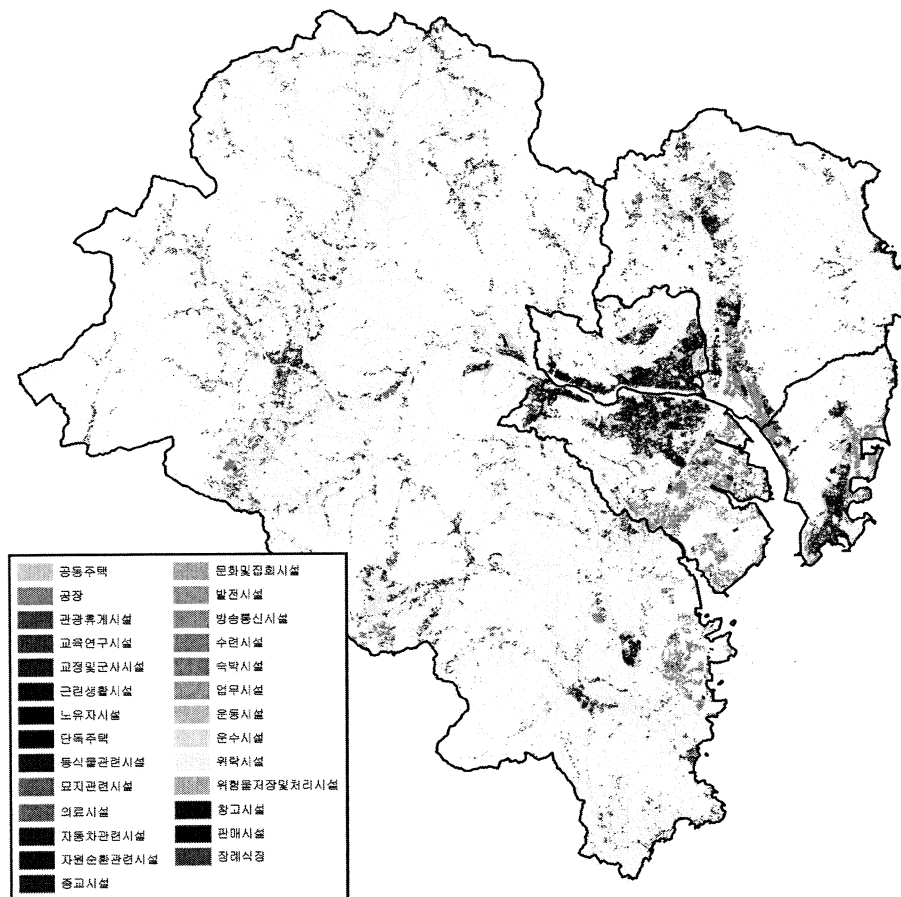 공동주택
공장
관광휴게시설
교육연구시설
교정및군사시설
근린생활시설
노유자시설
단독주택
동식물관련시설
묘지관련시설
의료시설
자동차관련시설
자원순환관련시설
종교시설
문화및집회시설
발전시설
방송통신시설
수련시설
숙박시설
업무시설
운동시설
운수시설
위락시설
위험물저장및처리시설
창고시설
판매시설
장례식장